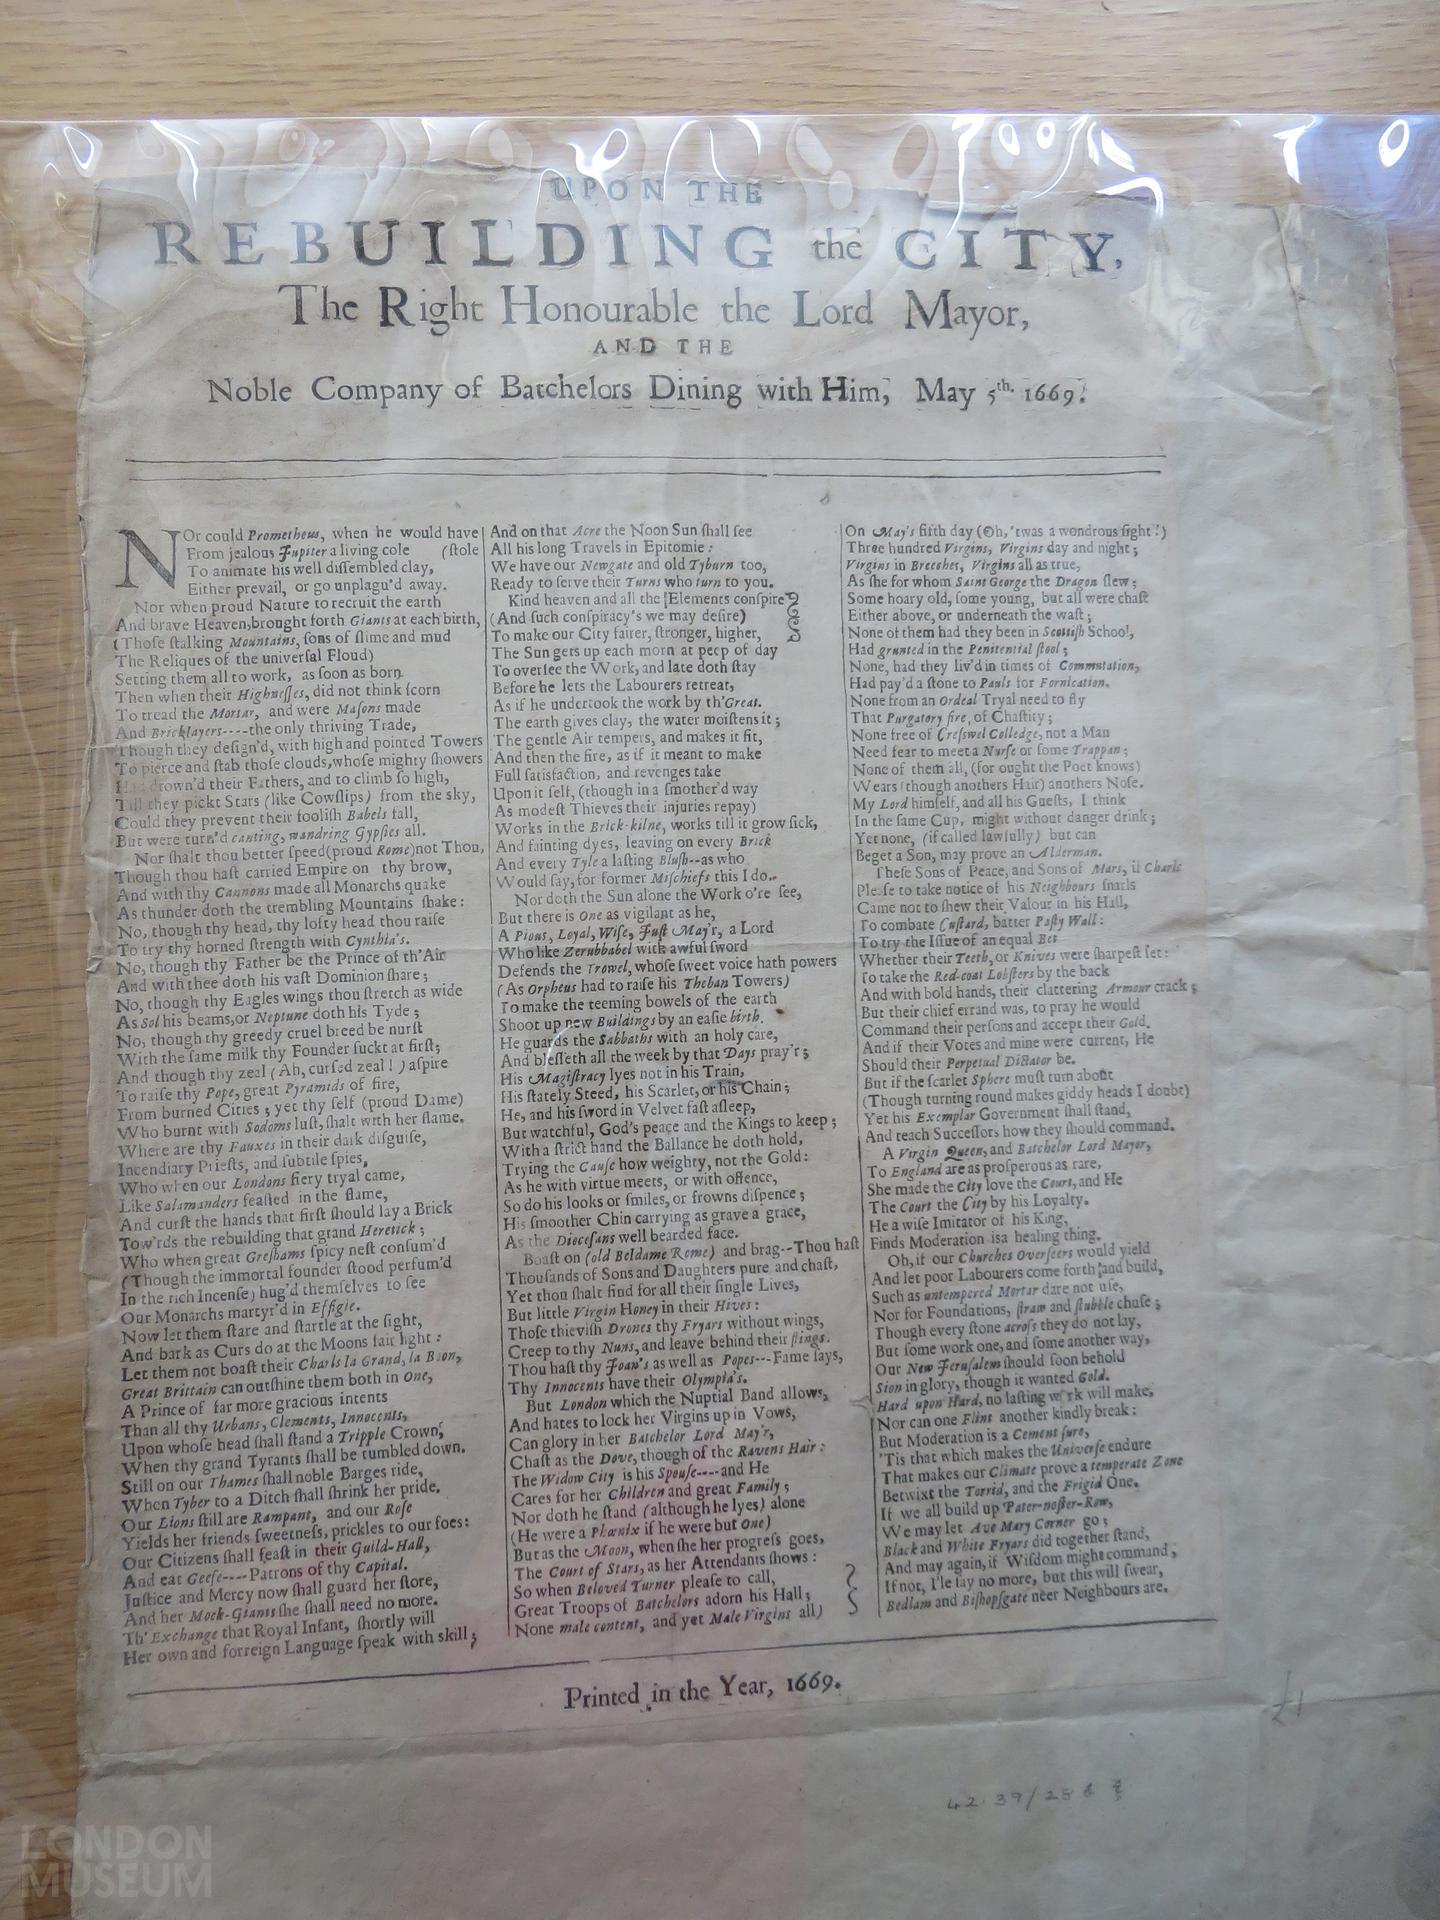 UPON THE
REBUILDING the CITY,
The Right Honourable the Lord Mayor,
AND THE
Noble Company of Batchelors Dining with Him, May 5th. 1669.
NOr could Prometheus, when he would have
From jealous Jupiter a living cole (stole
To animate his well dissembled clay,
Either prevail, or go unplagu'd away.
Nor when proud Nature to recruit the earth
And brave Heaven, brought forth Giants at each birth,
(Those stalking Mountains, sons of slime and mud
The Reliques of the universal Floud)
Setting them all to work, as soon as born
Then when their Highnesses, did not think scorn
To tread the Mortar, and were Masons made
And Bricklayers----the only thriving Trade,
Though they design'd, with high and pointed Towers
To pierce and stab those clouds, whose mighty showers
Had drown'd their Fathers, and to climb so high,
Till they pickt Stars (like Cowslips) from the sky,
Could they prevent their foolish Babels fall,
But were turn'd canting, wandring Gypsies all.
Nor shalt thou better speed (proud Rome) not Thou,
Though thou hast carried Empire on thy brow,
And with thy Cannons made all Monarchs quake
As thunder doth the trembling Mountains shake:
No, though thy head, thy lofty head thou raise
To try thy horned strength with Cynthia's.
No, though thy Father be the Prince of th'Air
And with thee doth his vast Dominion share;
No, though thy Eagles wings thou stretch as wide
As Sol his beams, or Neptune doth his Tyde;
No, though thy greedy cruel breed be nurst
With the same milk thy Founder suckt at first;
And though thy zeal (Ah, cursed zeal!) aspire
To raise thy Pope, great Pyramids of fire,
From burned Cities; yet thy self (proud Dame)
Who burnt with Sodoms lust, shalt with her flame.
Where are thy Fauxes in their dark disguise,
Incendiary Priests, and subtile spies,
Who when our Londons fiery tryal came,
Like Salamanders feasted in the flame,
And curst the hands that first should lay a Brick
Tow'rds the rebuilding that grand Heretick;
Who when great Greshams spicy nest consum'd
(Though the immortal founder stood perfum'd
In the rich Incense) hug'd themselves to see
Our Monarchs martyr'd in Effigie.
Now let them stare and startle at the sight,
And bark as Curs do at the Moons fair light:
Let them not boast their Charls la Grand, la Boon,
Great Brittain can outshine them both in One,
A Prince of far more gracious intents
Than all thy Urbans, Clements, Innocents,
Upon whose head shall stand a Tripple Crown,
When thy grand Tyrants shall be tumbled down.
Still on our Thames shall noble Barges ride,
When Tyber to a Ditch shall shrink her pride.
Our Lions still are Rampant, and our Rose
Yields her friends sweetness, prickles to our foes:
Our Citizens shall feast in their Guild-Hall,
And eat Geese----Patrons of thy Capital.
Justice and Mercy now shall guard her store,
And her Mock-Giants she shall need no more.
Th' Exchange that Royal Infant, shortly will
Her own and forreign Language speak with skill;
And on that Acre the Noon Sun shall see
All his long Travels in Epitomie:
We have our Newgate and old Tyburn too,
Ready to serve their Turns who turn to you.
Kind heaven and all the [Elements conspire
(And such conspiracy's we may desire)
To make our City fairer, stronger, higher,
The Sun gets up each morn at peep of day
To oversee the Work, and late doth stay
Before he lets the Labourers retreat,
As if he undertook the work by th'Great.
The earth gives clay, the water moistens it;
The gentle Air tempers, and makes it fit,
And then the fire, as if it meant to make
Full satisfaction, and revenges take
Upon it self, (though in a smother'd way
As modest Thieves their injuries repay)
Works in the Brick-kilne, works till it grow sick,
And fainting dyes, leaving on every Brick
And every Tyle a lasting Blush--as who
Would say, for former Mischiefs this I do..
Nor doth the Sun alone the Work o're see,
But there is One as vigilant as he,
A Pious, Loyal, Wise, Just May'r, a Lord
Who like Zerubbabel with awful sword
Defends the Trowel, whose sweet voice hath powers
(As Orpheus had to raise his Theban Towers)
To make the teeming bowels of the earth
Shoot up new Buildings by an easie birth.
He guards the Sabbaths with an holy care,
And blesseth all the week by that Days pray'r;
His Magistracy lyes not in his Train,
His stately Steed, his Scarlet, or his Chain;
He, and his sword in Velvet fast asleep,
But watchful, God's peace and the Kings to keep;
With a strict hand the Ballance he doth hold,
Trying the Cause how weighty, not the Gold:
As he with virtue meets, or with offence,
So do his looks or smiles, or frowns dispence;
His smoother Chin carrying as grave a grace,
As the Diocesans well bearded face.
Boast on (old Beldame Rome) and brag--Thou hast
Thousands of Sons and Daughters pure and chast,
Yet thou shalt find for all their single Lives,
But little Virgin Honey in their Hives:
Those thievish Drones thy Fryars without wings,
Creep to thy Nuns, and leave behind their stings.
Thou hast thy Joan's as well as Popes---Fame says,
Thy Innocents have their Olympia's.
But London which the Nuptial Band allows,
And hates to lock her Virgins up in Vows,
Can glory in her Batchelor Lord May'r,
Chast as the Dove, though of the Ravens Hair:
The Widow City is his Spouse----and He
Cares for her Children and great Family;
Nor doth he stand (although he lyes) alone
(He were a Phœnix if he were but One)
But as the Moon, when she her progress goes,
The Court of Stars, as her Attendants shows:
So when Beloved Turner please to call,
Great Troops of Batchelors adorn his Hall;
None male content, and yet Male Virgins all)
On May's fifth day (Oh, 'twas a wondrous sight!)
Three hundred Virgins, Virgins day and night;
Virgins in Breeches, Virgins all as true,
As she for whom Saint George the Dragon slew;
Some hoary old, some young, but all were chast
Either above, or underneath the wast;
None of them had they been in Scottish School,
Had grunted in the Penitential stool;
None, had they liv'd in times of Commutation,
Had pay'd a stone to Pauls for Fornication.
None from an Ordeal Tryal need to fly
That Purgatory fire, of Chastity;
None free of Cresswel Colledge, not a Man
Need fear to meet a Nurse or some Trappan;
None of them all, (for ought the Poet knows)
Wears (though anothers Hair) anothers Nose.
My Lord himself, and all his Guests, I think
In the same Cup, might without danger drink;
Yet none, (if called lawfully) but can
Beget a Son, may prove an Alderman.
These Sons of Peace, and Sons of Mars, if Charls
Please to take notice of his Neighbours snarls
Came not to shew their Valour in his Hall,
To combate Custard, batter Pasty Wall:
To try the Issue of an equal Bet
Whether their Teeth, or Knives were sharpest set:
To take the Red-coat Lobsters by the back
And with bold hands, their clattering Armour crack;
But their chief errand was, to pray he would
Command their persons and accept their Gold.
And if their Votes and mine were current, He
Should their Perpetual Dictator be.
But if the scarlet Sphere must turn about
(Though turning round makes giddy heads I doubt)
Yet his Exemplar Government shall stand,
And teach Successors how they should command.
A Virgin Queen, and Batchelor Lord Mayor,
To England are as prosperous as rare,
She made the City love the Court, and He
The Court the City by his Loyalty.
He a wise Imitator of his King,
Finds Moderation is a healing thing.
Oh, if our Churches Overseers would yield
And let poor Labourers come forth and build,
Such as untempered Mortar dare not use,
Nor for Foundations, straw and stubble chuse;
Though every stone across they do not lay,
But some work one, and some another way,
Our New Jerusalem should soon behold
Sion in glory, though it wanted Gold.
Hard upon Hard, no lasting work will make,
Nor can one Flint another kindly break:
But Moderation is a Cement sure,
'Tis that which makes the Universe endure
That makes our Climate prove a temperate Zone
Betwixt the Torrid, and the Frigid One.
If we all build up Pater-noster-Row,
We may let Ave Mary Corner go;
Black and White Fryars did together stand,
And may again, if Wisdom might command;
If not, I'le say no more, but this will swear,
Bedlam and Bishopsgate neer Neighbours are.
Printed in the Year, 1669.
42.39/258
LONDON
MUSEUM